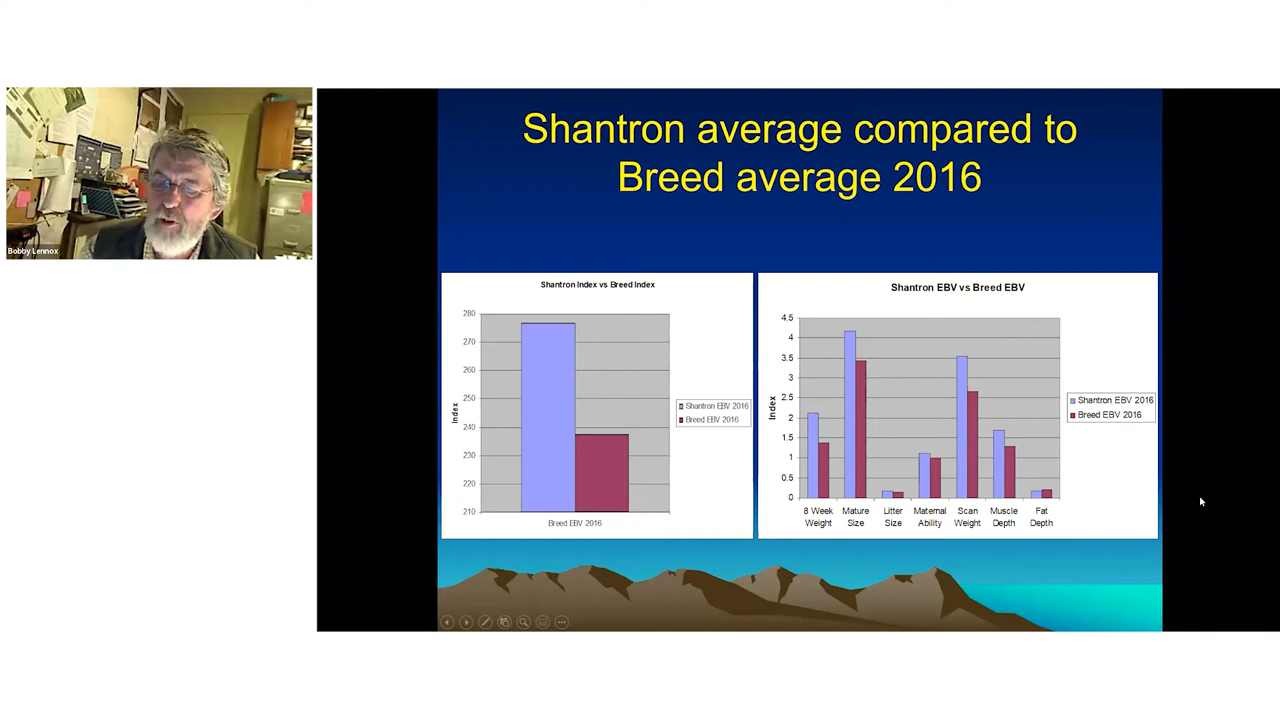 Bobby Lennox
Shantron average compared to
Breed average 2016
Shantron Index vs Breed Index
280
270
260
250
240
230
220
210
Index
Breed EBV 2016
Shantron EBV 2016
Breed EBV 2016
Shantron EBV vs Breed EBV
4.5
4
3.5
3
2.5
2
1.5
1
0.5
0
Index
8 Week
Weight
Mature
Size
Litter
Size
Maternal
Ability
Scan
Weight
Muscle
Depth
Fat
Depth
Shantron EBV 2016
Breed EBV 2016